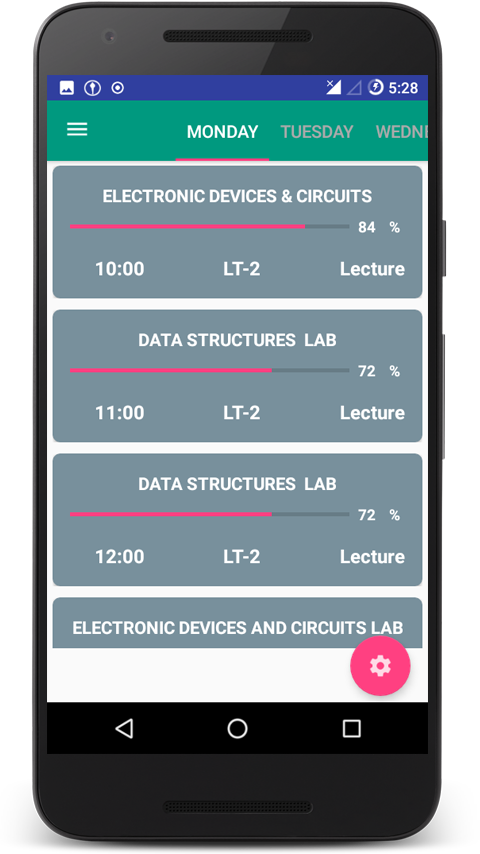 5:28
MONDAY TUESDAY WEDNE
ELECTRONIC DEVICES & CIRCUITS
84 %
10:00 LT-2 Lecture
DATA STRUCTURES LAB
72 %
11:00 LT-2 Lecture
DATA STRUCTURES LAB
72 %
12:00 LT-2 Lecture
ELECTRONIC DEVICES AND CIRCUITS LAB